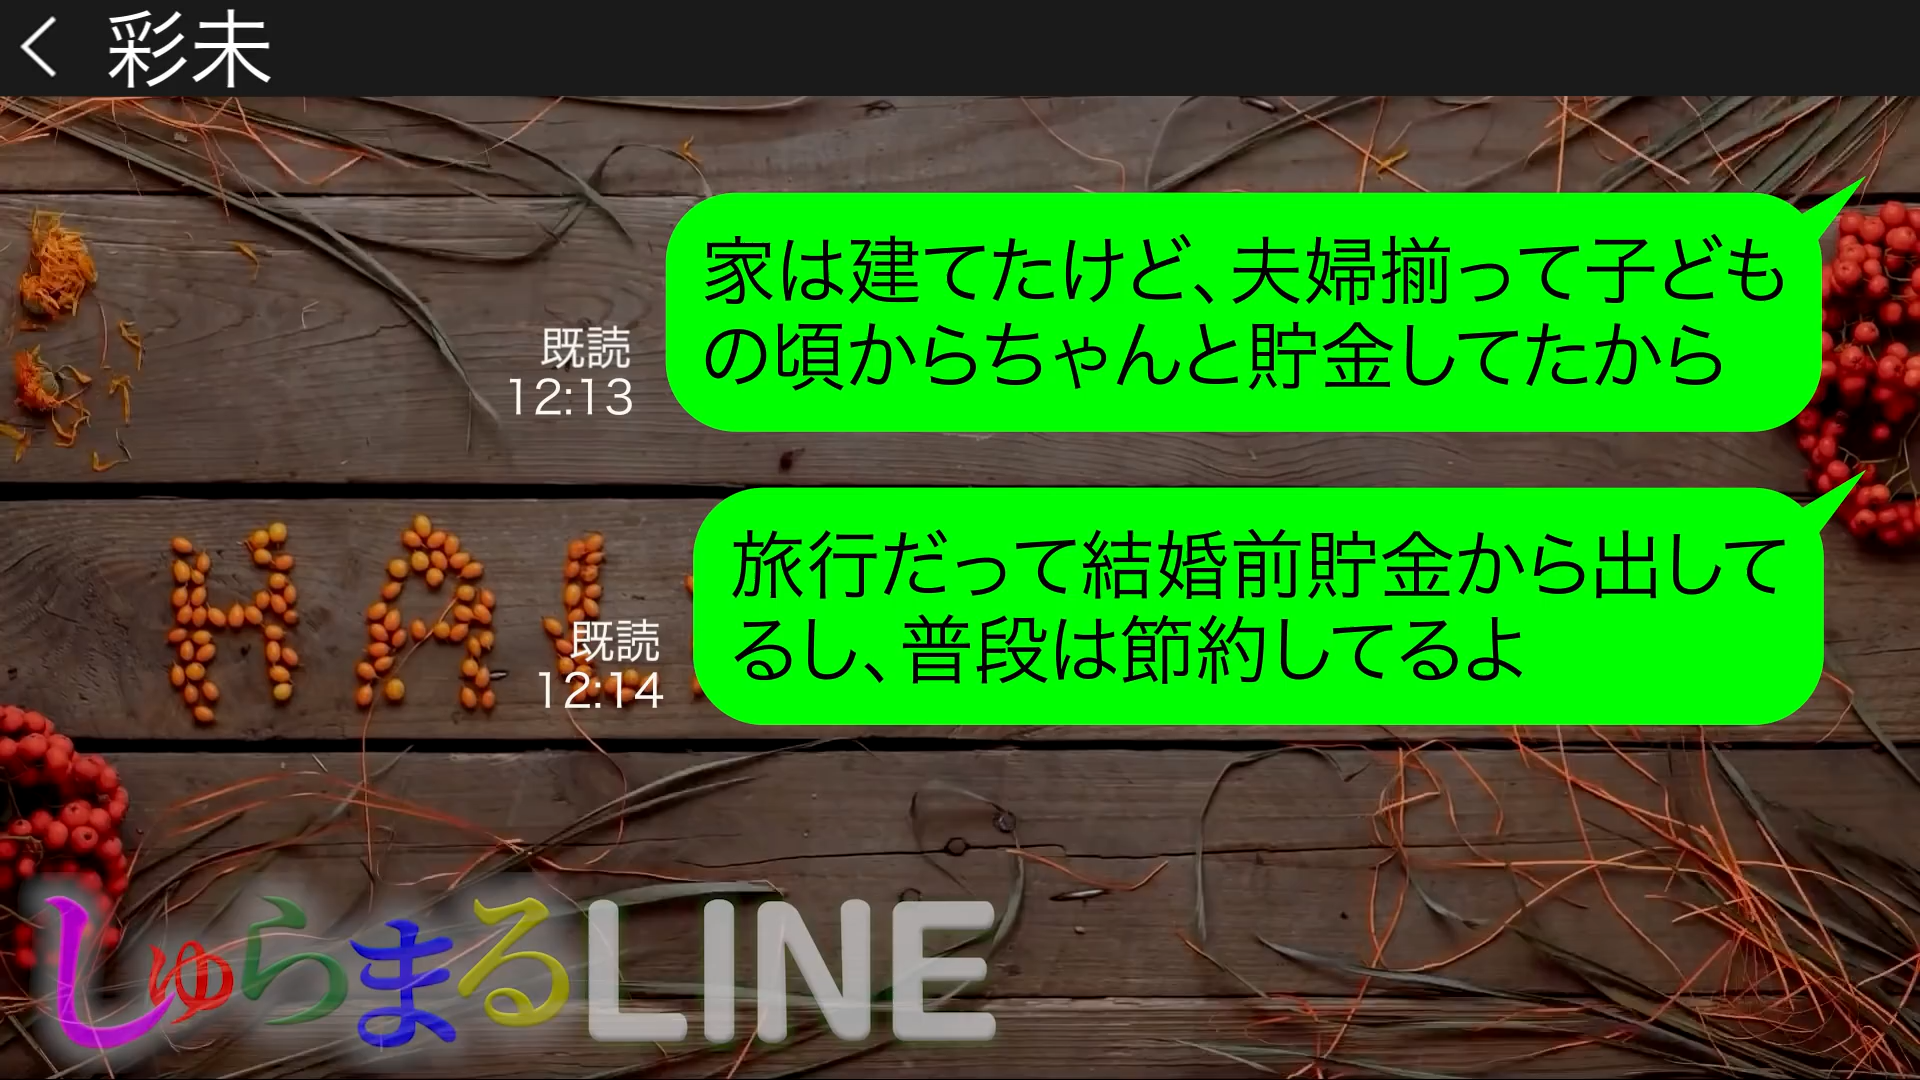 彩未
家は建てたけど、夫婦揃って子ども
の頃からちゃんと貯金してたから
既読
12:13
旅行だって結婚前貯金から出して
るし、普段は節約してるよ
既読
12:14
HAL
しゅらまるLINE